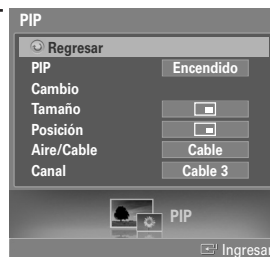 PIP
Regresar
PIP Encendido
Cambio
Tamaño
Posición
Aire/Cable Cable
Canal Cable 3
PIP
Ingresar